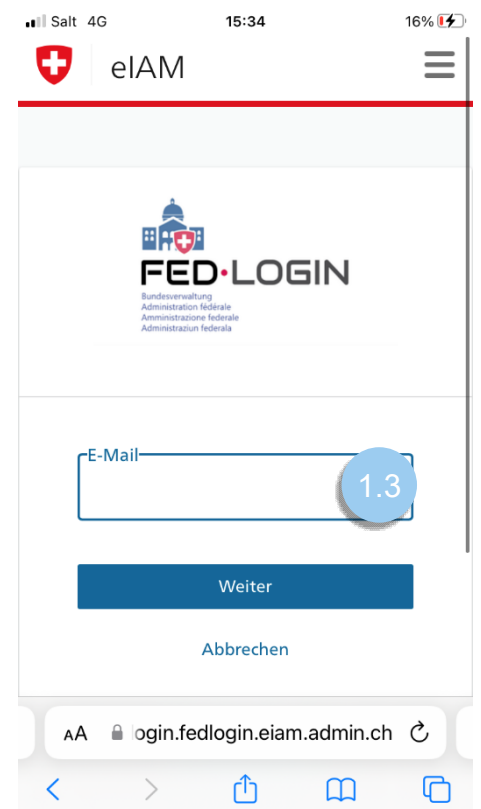 Salt 4G 15:34 16%
eIAM
FED·LOGIN
Bundesverwaltung
Administration fédérale
Amministrazione federale
Administraziun federala
E-Mail
1.3
Weiter
Abbrechen
AA ogin.fedlogin.eiam.admin.ch